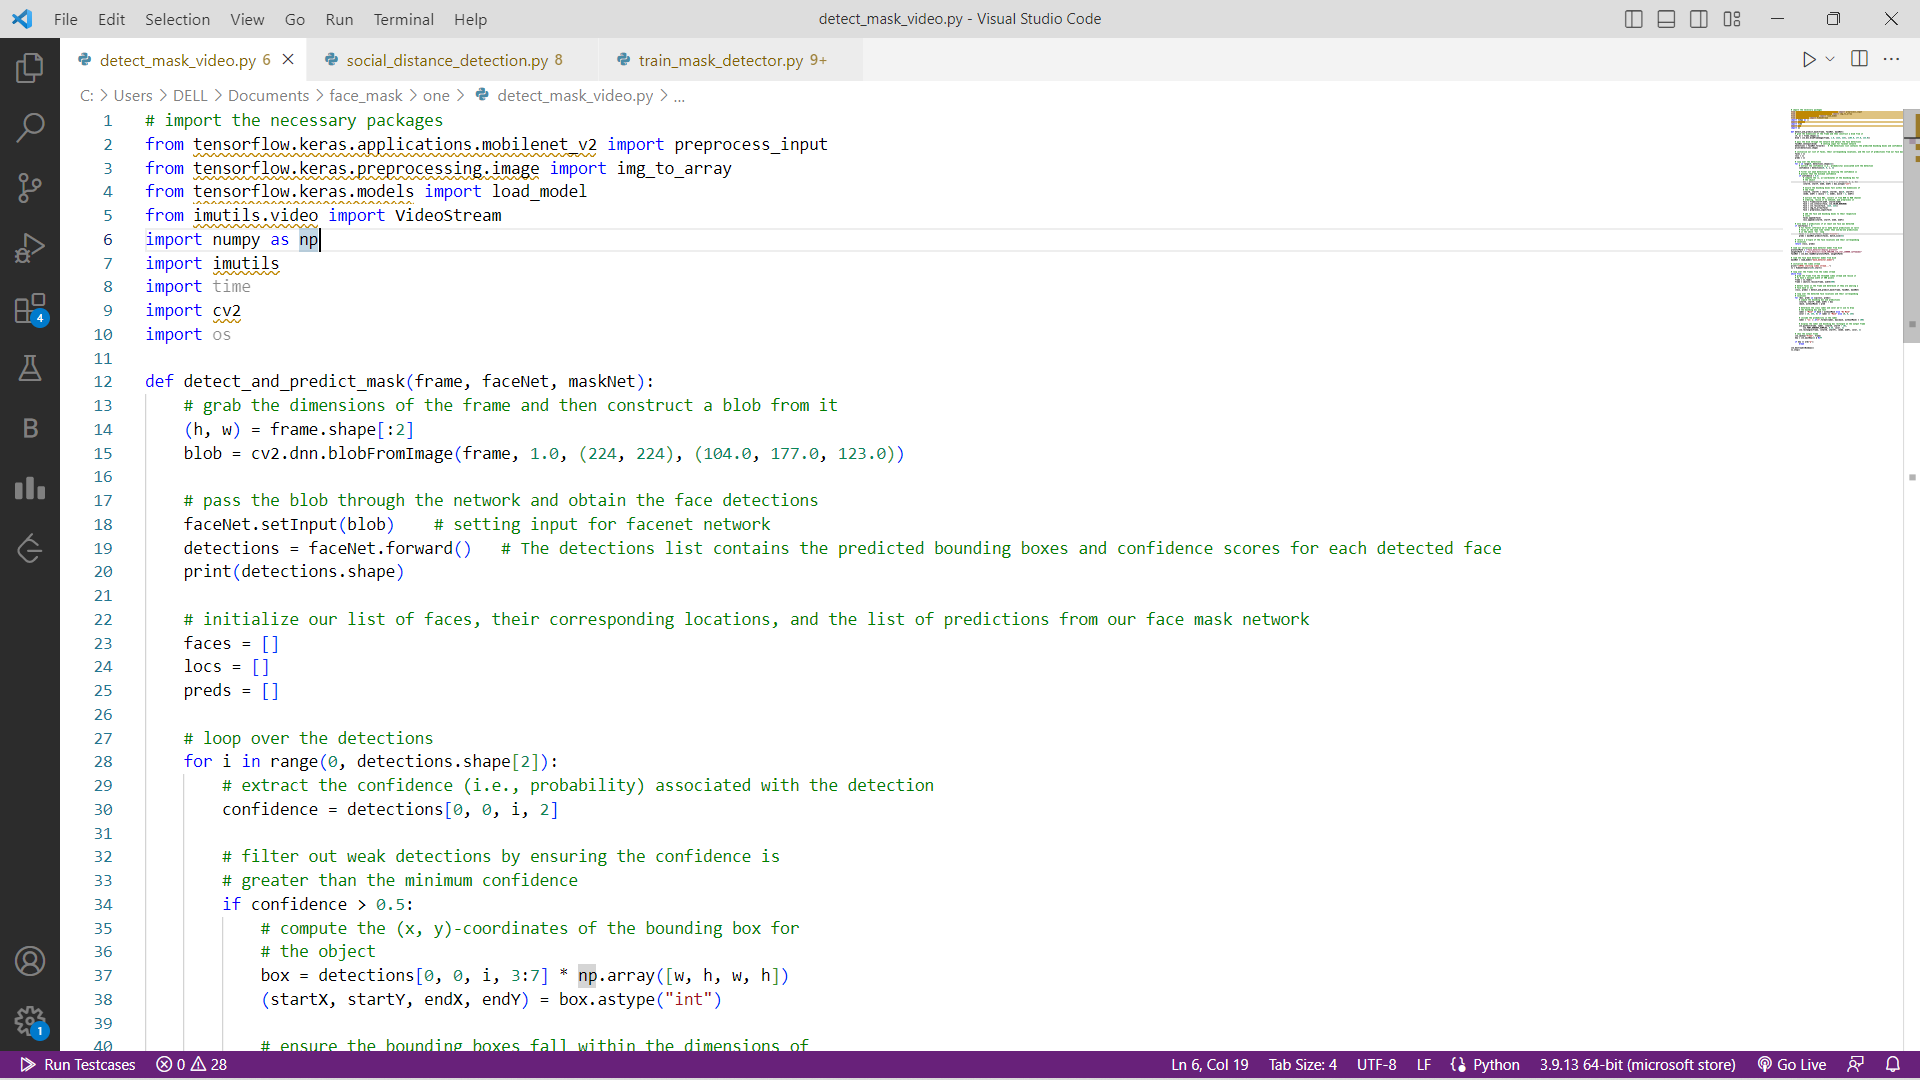 File Edit Selection View Go Run Terminal Help
detect_mask_video.py - Visual Studio Code
detect_mask_video.py 6
social_distance_detection.py 8
train_mask_detector.py 9+
C: > Users > DELL > Documents > face_mask > one > detect_mask_video.py > ...
1 # import the necessary packages
2 from tensorflow.keras.applications.mobilenet_v2 import preprocess_input
3 from tensorflow.keras.preprocessing.image import img_to_array
4 from tensorflow.keras.models import load_model
5 from imutils.video import VideoStream
6 import numpy as np
7 import imutils
8 import time
9 import cv2
10 import os
11
12 def detect_and_predict_mask(frame, faceNet, maskNet):
13 # grab the dimensions of the frame and then construct a blob from it
14 (h, w) = frame.shape[:2]
15 blob = cv2.dnn.blobFromImage(frame, 1.0, (224, 224), (104.0, 177.0, 123.0))
16
17 # pass the blob through the network and obtain the face detections
18 faceNet.setInput(blob) # setting input for facenet network
19 detections = faceNet.forward() # The detections list contains the predicted bounding boxes and confidence scores for each detected face
20 print(detections.shape)
21
22 # initialize our list of faces, their corresponding locations, and the list of predictions from our face mask network
23 faces = []
24 locs = []
25 preds = []
26
27 # loop over the detections
28 for i in range(0, detections.shape[2]):
29 # extract the confidence (i.e., probability) associated with the detection
30 confidence = detections[0, 0, i, 2]
31
32 # filter out weak detections by ensuring the confidence is
33 # greater than the minimum confidence
34 if confidence > 0.5:
35 # compute the (x, y)-coordinates of the bounding box for
36 # the object
37 box = detections[0, 0, i, 3:7] * np.array([w, h, w, h])
38 (startX, startY, endX, endY) = box.astype("int")
39
40 # ensure the bounding boxes fall within the dimensions of
4
B
1
Run Testcases 0 28
Ln 6, Col 19 Tab Size: 4 UTF-8 LF Python 3.9.13 64-bit (microsoft store) Go Live